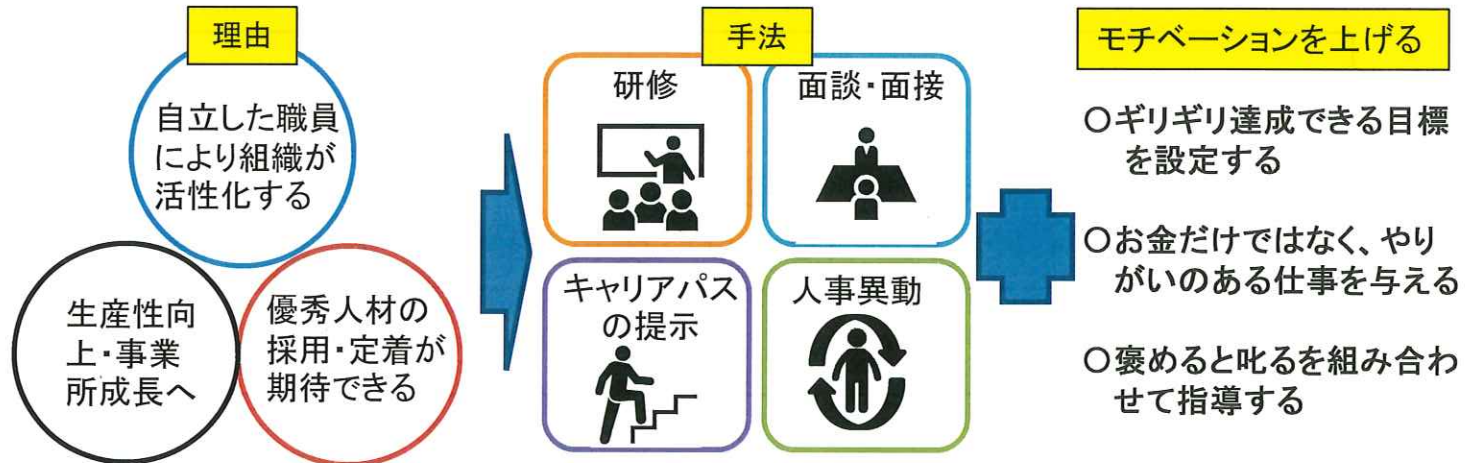 理由
自立した職員
により組織が
活性化する
生産性向
上・事業
所成長へ
優秀人材の
採用・定着が
期待できる
手法
研修
面談・面接
キャリアパス
の提示
人事異動
モチベーションを上げる
○ギリギリ達成できる目標
を設定する
○お金だけではなく、やり
がいのある仕事を与える
○褒めると叱るを組み合わ
せて指導する